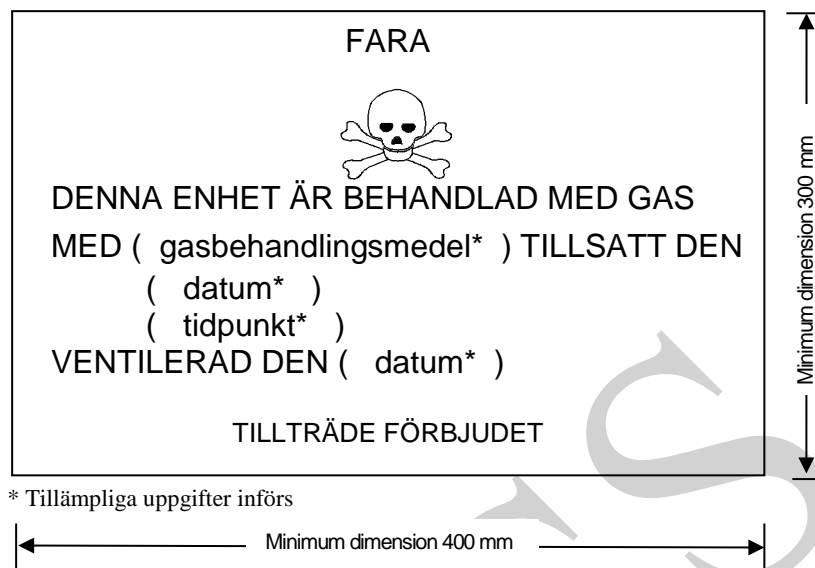 FARA
DENNA ENHET ÄR BEHANDLAD MED GAS
MED ( gasbehandlingsmedel* ) TILLSATT DEN
( datum* )
( tidpunkt* )
VENTILERAD DEN ( datum* )
TILLTRÄDE FÖRBJUDET
Minimum dimension 300 mm
* Tillämpliga uppgifter införs
Minimum dimension 400 mm